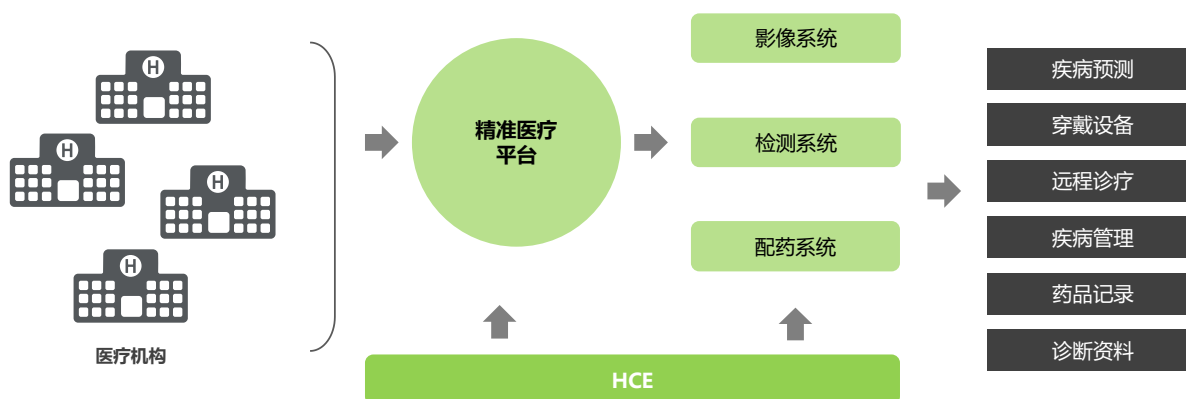 H
H
H
H
医疗机构
精准医疗
平台
影像系统
检测系统
配药系统
HCE
疾病预测
穿戴设备
远程诊疗
疾病管理
药品记录
诊断资料